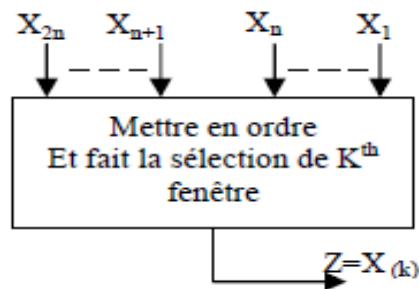 X2n Xn+1 Xn X1
Mettre en ordre
Et fait la sélection de Kth
fenêtre
Z=X (k)